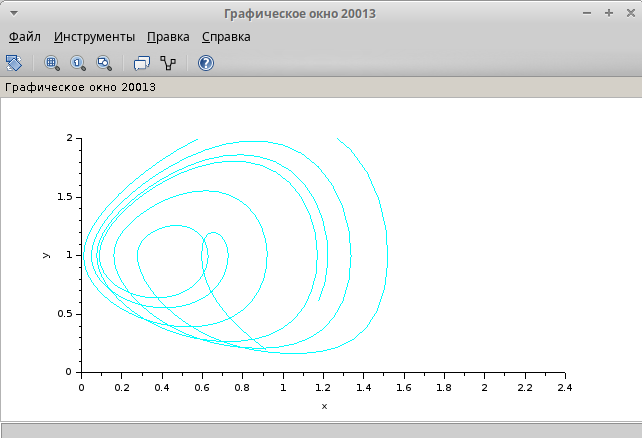 Графическое окно 20013
Файл Инструменты Правка Справка
Графическое окно 20013
2
1.5
1
0.5
0
y
0 0.2 0.4 0.6 0.8 1 1.2 1.4 1.6 1.8 2 2.2 2.4
x